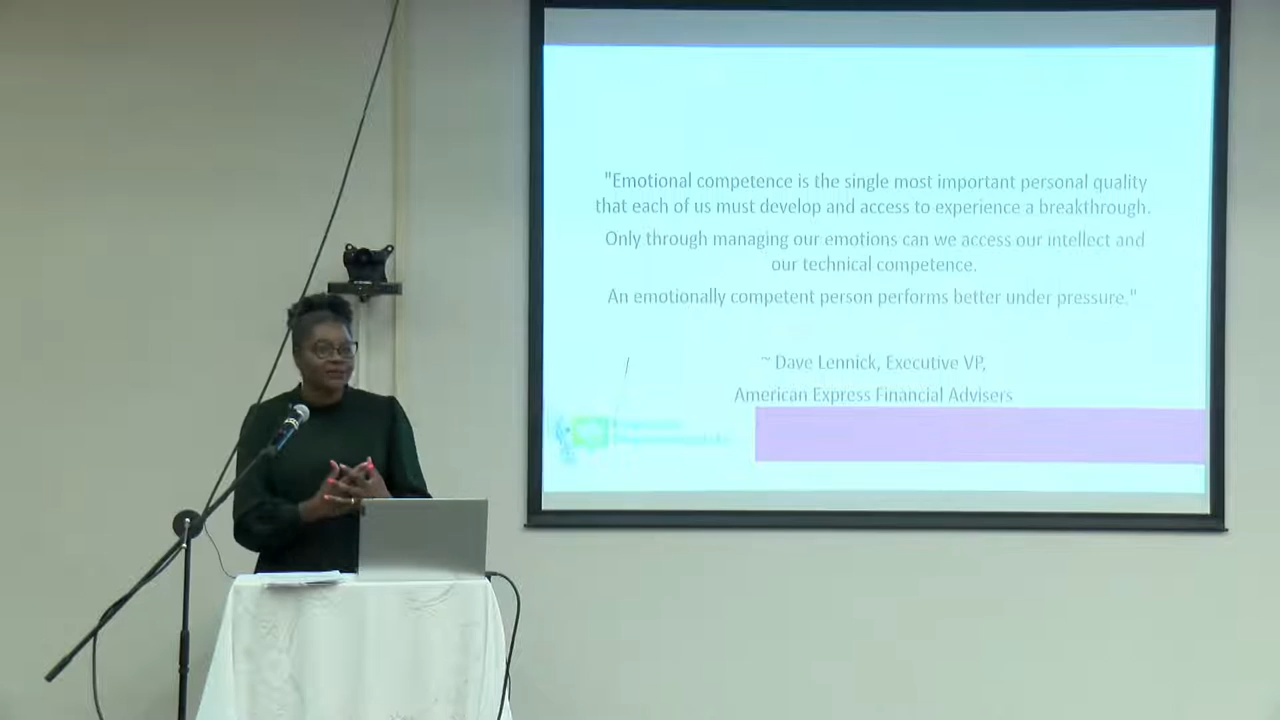 "Emotional competence is the single most important personal quality
that each of us must develop and access to experience a breakthrough.
Only through managing our emotions can we access our intellect and
our technical competence.
An emotionally competent person performs better under pressure."
~ Dave Lennick, Executive VP,
American Express Financial Advisers